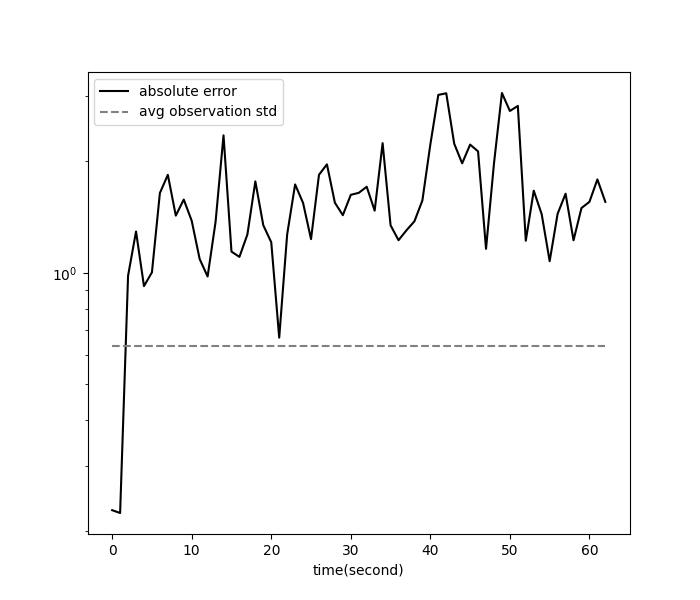 absolute error
avg observation std
10⁰
0 10 20 30 40 50 60
time(second)